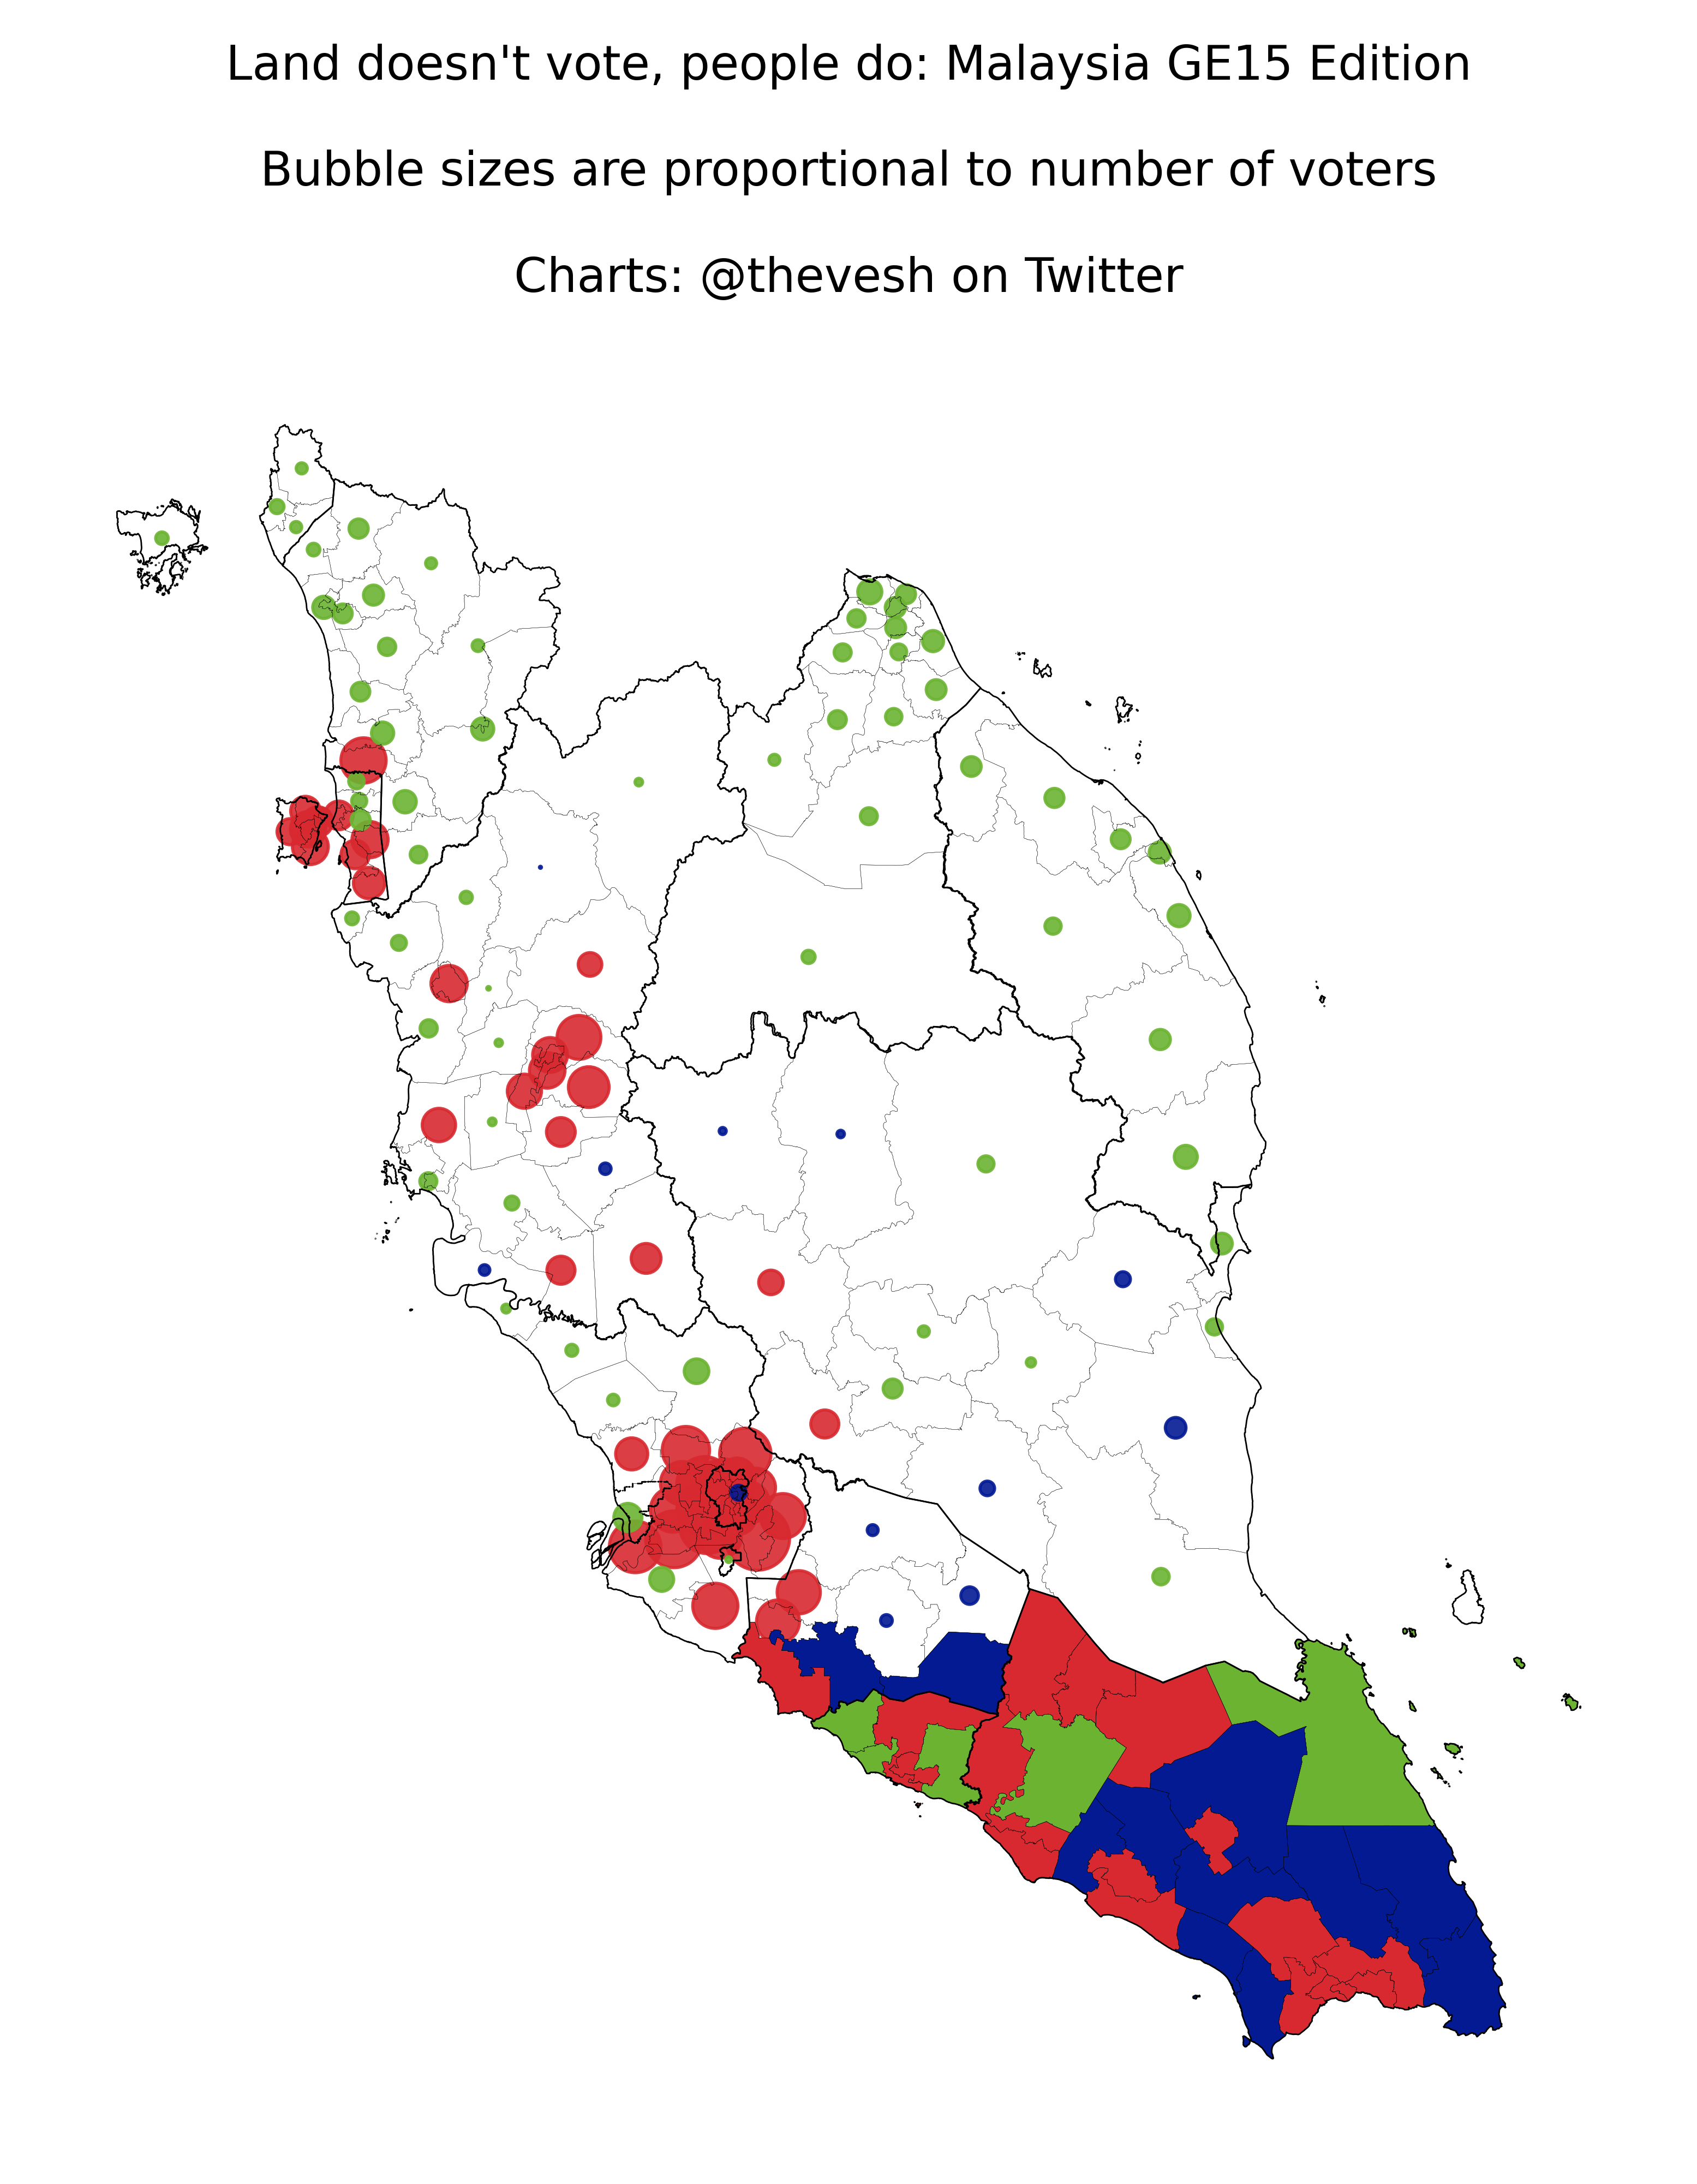 Land doesn't vote, people do: Malaysia GE15 Edition
Bubble sizes are proportional to number of voters
Charts: @thevesh on Twitter